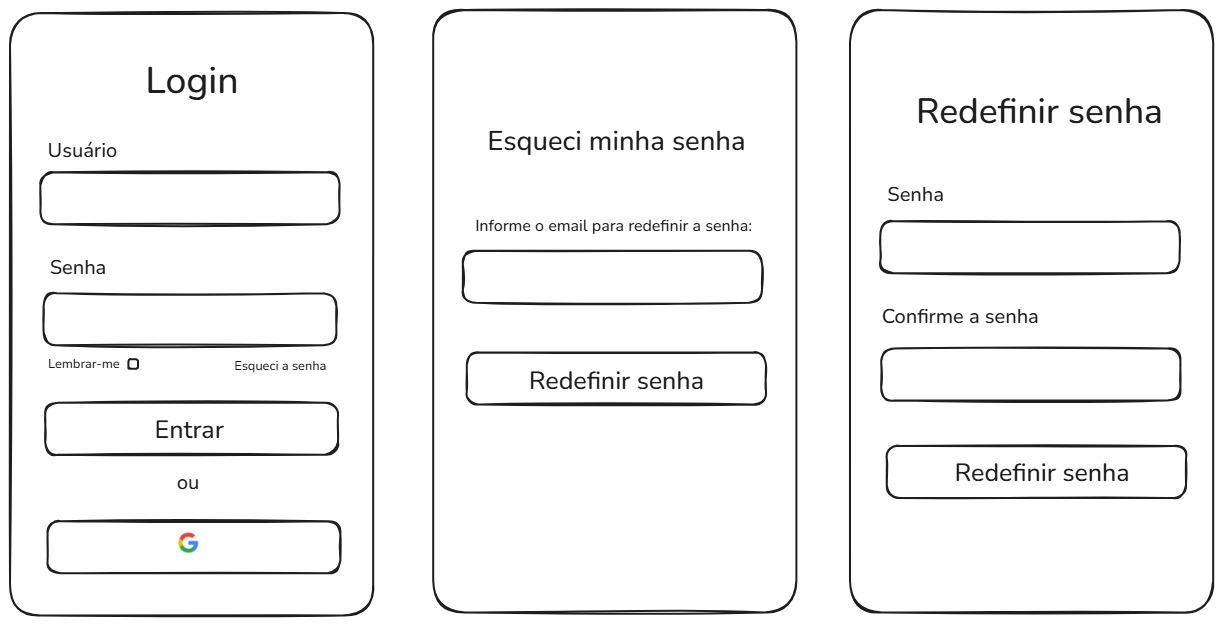 Login
Usuário
Senha
Lembrar-me
Esqueci a senha
Entrar
ou
G
Esqueci minha senha
Informe o email para redefinir a senha:
Redefinir senha
Redefinir senha
Senha
Confirme a senha
Redefinir senha